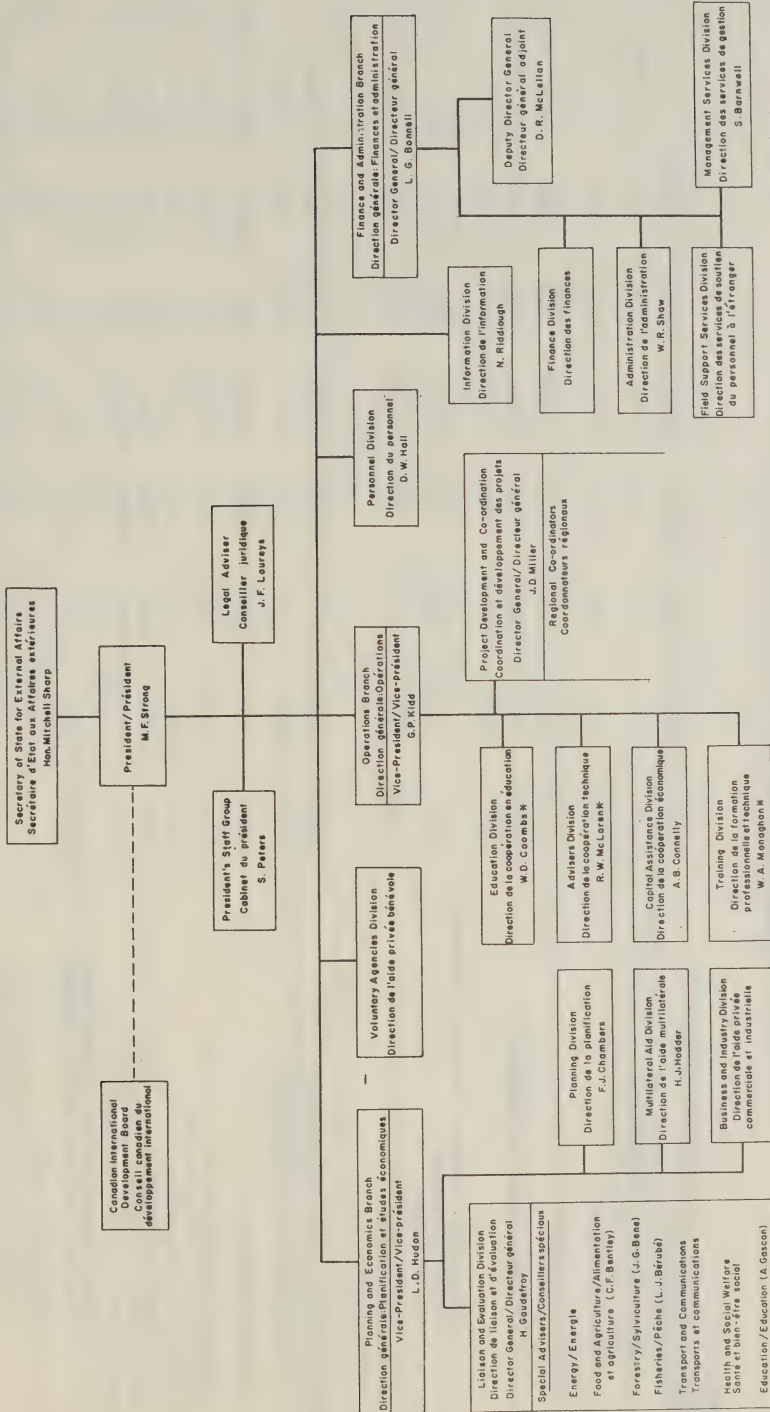 Secretary of State for External Affairs
Secrétaire d'Etat aux Affaires extérieures
Hon. Mitchell Sharp
President/Président
M.F. Strong
Canadian International
Development Board
Conseil canadien du
développement international
President's Staff Group
Cabinet du président
S. Peters
Legal Adviser
Conseiller juridique
J. F. Laureys
Planning and Economics Branch
Direction générale: Planification et études économiques
Vice-President/Vice-président
L. D. Hudon
Voluntary Agencies Division
Direction de l'aide privée bénévole
Operations Branch
Direction générale: Opérations
Vice-President/Vice-président
G.P. Kidd
Personnel Division
Direction du personnel
D. W. Hall
Finance and Administration Branch
Direction générale: Finances et administration
Director General/Directeur général
L. G. Bonnell
Information Division
Direction de l'information
N. Riddiough
Deputy Director General
Directeur général adjoint
D. R. McLellan
Liaison and Evaluation Division
Direction de liaison et d'évaluation
Director General/Directeur général
H. Gaudefroy
Special Advisers/Conseillers spéciaux
Energy/Energie
Food and Agriculture/Alimentation
et agriculture (C.F. Bentley)
Forestry/Sylviculture (J.G. Bene)
Fisheries/Pêche (L.J. Bérubé)
Transport and Communications
Transports et communications
Health and Social Welfare
Santé et bien-être social
Education/Education (A. Gascon)
Planning Division
Direction de la planification
F.J. Chambers
Multilateral Aid Division
Direction de l'aide multilatérale
H.J. Hodder
Business and Industry Division
Direction de l'aide privée
commerciale et industrielle
Education Division
Direction de la coopération en éducation
W.D. Coombs*
Advisers Division
Direction de la coopération technique
R.W. McLaren*
Capital Assistance Division
Direction de la coopération économique
A.B. Connelly
Training Division
Direction de la formation
professionnelle et technique
W.A. Monaghan*
Project Development and Co-ordination
Coordination et développement des projets
Director General/Directeur général
J.D. Miller
Regional Co-ordinators
Coordonnateurs régionaux
Finance Division
Direction des finances
Administration Division
Direction de l'administration
W.R. Shaw
Field Support Services Division
Direction des services de soutien
du personnel à l'étranger
Management Services Division
Direction des services de gestion
S. Barnwell